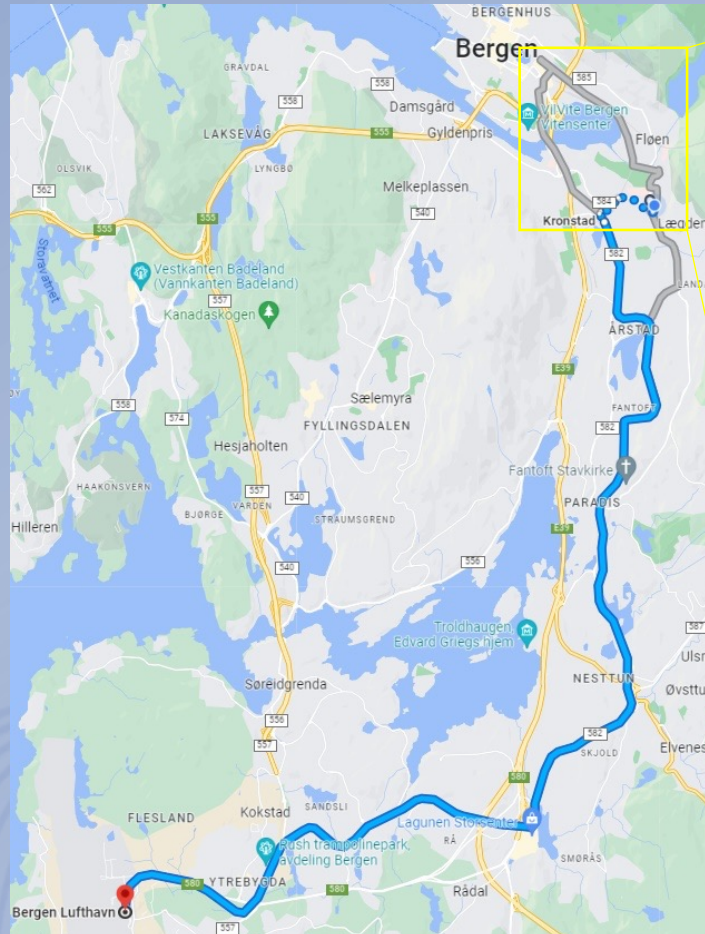 BERGENHUS
Bergen
GRAVDAL
558
558
585
Damsgård
VilVite Bergen
Vitensenter
LAKSEVÅG
555
Gyldenpris
Fløen
OLSVIK
LYNGBØ
562
Melkeplassen
584
540
Kronstad
Lægden
555
555
Storavatnet
582
Vestkanten Badeland
(Vannkanten Badeland)
557
LANDÅ
Kanadaskogen
ÅRSTAD
E39
558
Sælemyra
574
FYLLINGSDALEN
FANTOFT
582
Hesjaholten
Fantoft Stavkirke
HAAKONSVERN
557
540
VARDEN
PARADIS
BJØRGE
STRAUMSGREND
Hilleren
E39
556
540
Troldhaugen,
Edvard Griegs hjem
587
NESTTUN
Søreidgrenda
Øvsttu
556
582
557
SKJOLD
Elvenes
580
Kokstad
SANDSLI
FLESLAND
Lagunen Storsenter
Rush trampolinepark,
avdeling Bergen
RÅ
SMØRÅS
580
YTREBYGDA
580
Rådal
Bergen Lufthavn
557